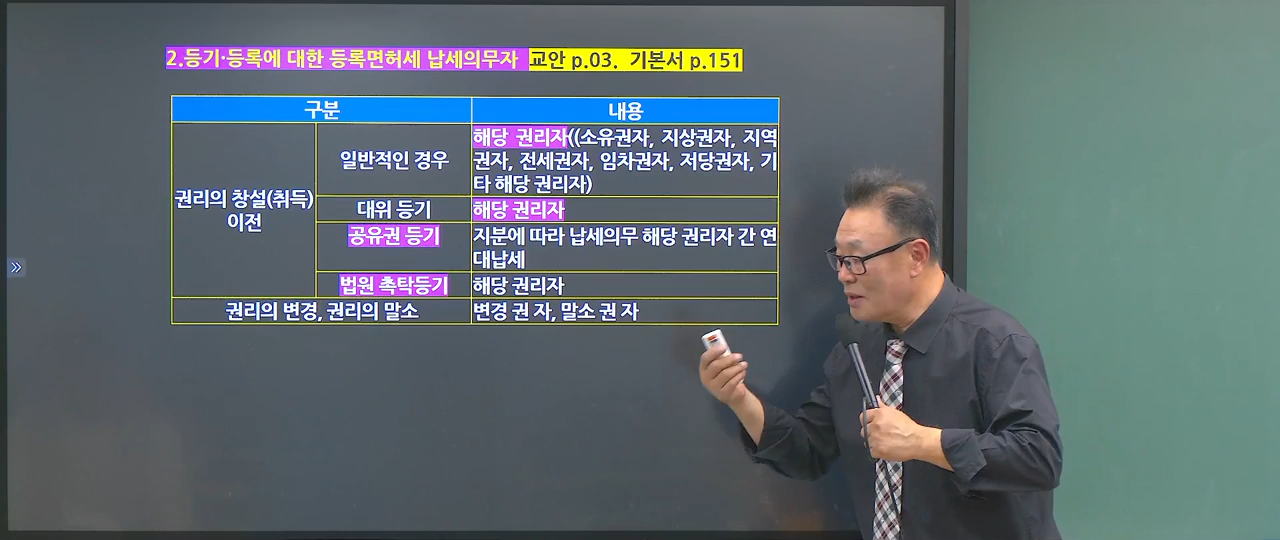 2.등기·등록에 대한 등록면허세 납세의무자 교안 p.03. 기본서 p.151
구분
내용
권리의 창설(취득)
이전
일반적인 경우
해당 권리자((소유권자, 지상권자, 지역
권자, 전세권자, 임차권자, 저당권자, 기
타 해당 권리자)
대위 등기
해당 권리자
공유권 등기
지분에 따라 납세의무 해당 권리자 간 연
대납세
법원 촉탁등기
해당 권리자
권리의 변경, 권리의 말소
변경 권 자, 말소 권 자